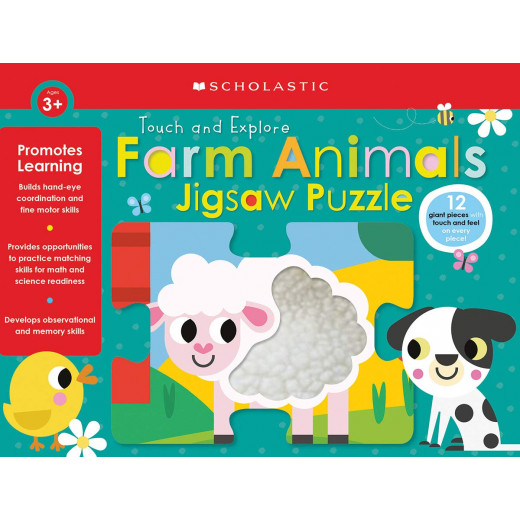 SCHOLASTIC
Ages
3+
Touch and Explore
Farm Animals
Jigsaw Puzzle
Promotes
Learning
Builds hand-eye
coordination and
fine motor skills
Provides opportunities
to practice matching
skills for math and
science readiness
Develops observational
and memory skills
12
giant pieces with
touch and feel
on every
piece!